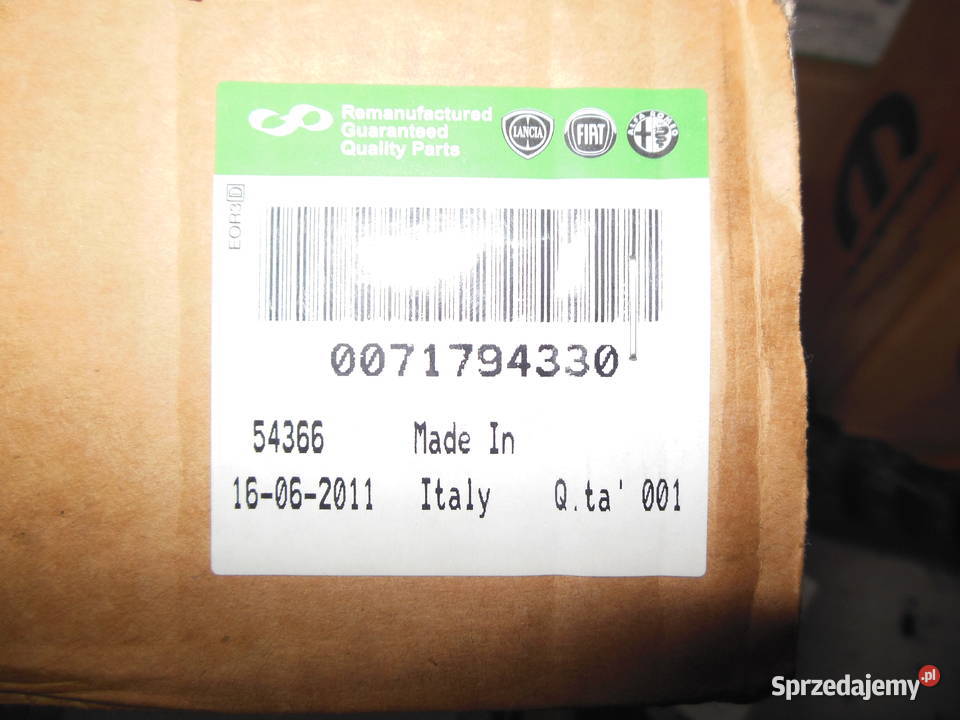 Remanufactured
Guaranteed
Quality Parts
LANCIA
FIAT
ALFA ROMEO
EOR3D
0071794330
54366 Made In
16-06-2011 Italy Q.ta' 001
Sprzedajemy.pl